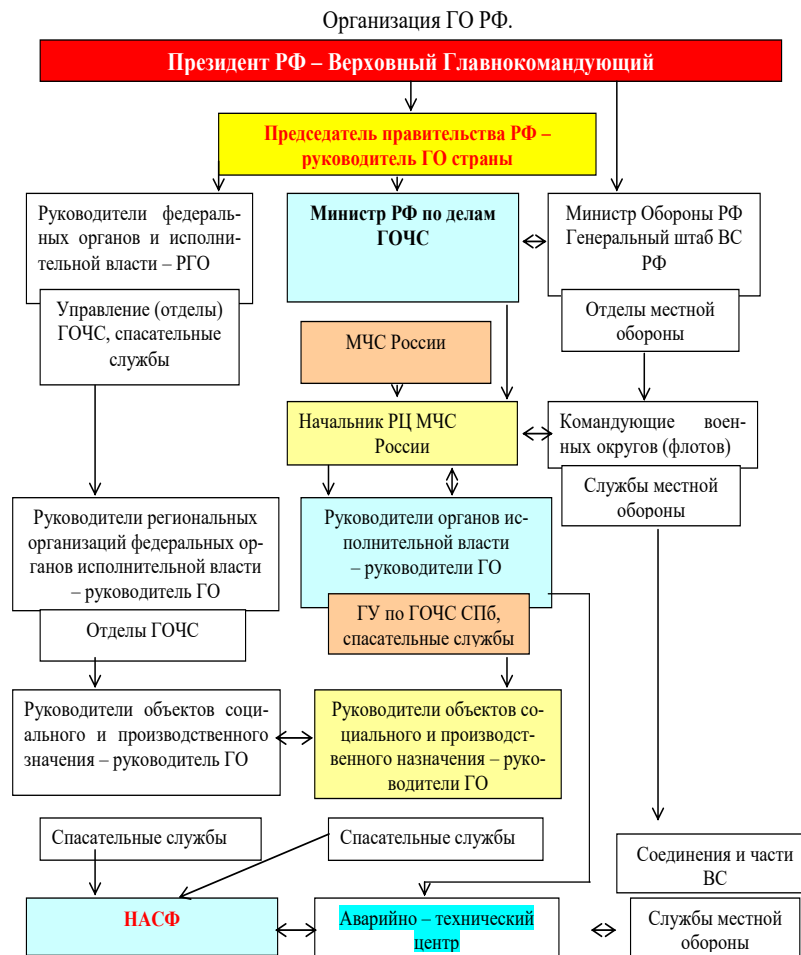 Организация ГО РФ.
Президент РФ – Верховный Главнокомандующий
Председатель правительства РФ –
руководитель ГО страны
Руководители федераль-
ных органов и исполни-
тельной власти – РГО
Министр РФ по делам
ГОЧС
Министр Обороны РФ
Генеральный штаб ВС
РФ
Управление (отделы)
ГОЧС, спасательные
службы
МЧС России
Отделы местной
обороны
Начальник РЦ МЧС
России
Командующие воен-
ных округов (флотов)
Службы местной
обороны
Руководители региональных
организаций федеральных ор-
ганов исполнительной власти
– руководитель ГО
Руководители органов ис-
полнительной власти
– руководители ГО
Отделы ГОЧС
ГУ по ГОЧС СПб,
спасательные службы
Руководители объектов соци-
ального и производственного
значения – руководитель ГО
Руководители объектов со-
циального и производст-
венного назначения – руко-
водители ГО
Спасательные службы
Спасательные службы
Соединения и части
ВС
НАСФ
Аварийно – технический
центр
Службы местной
обороны